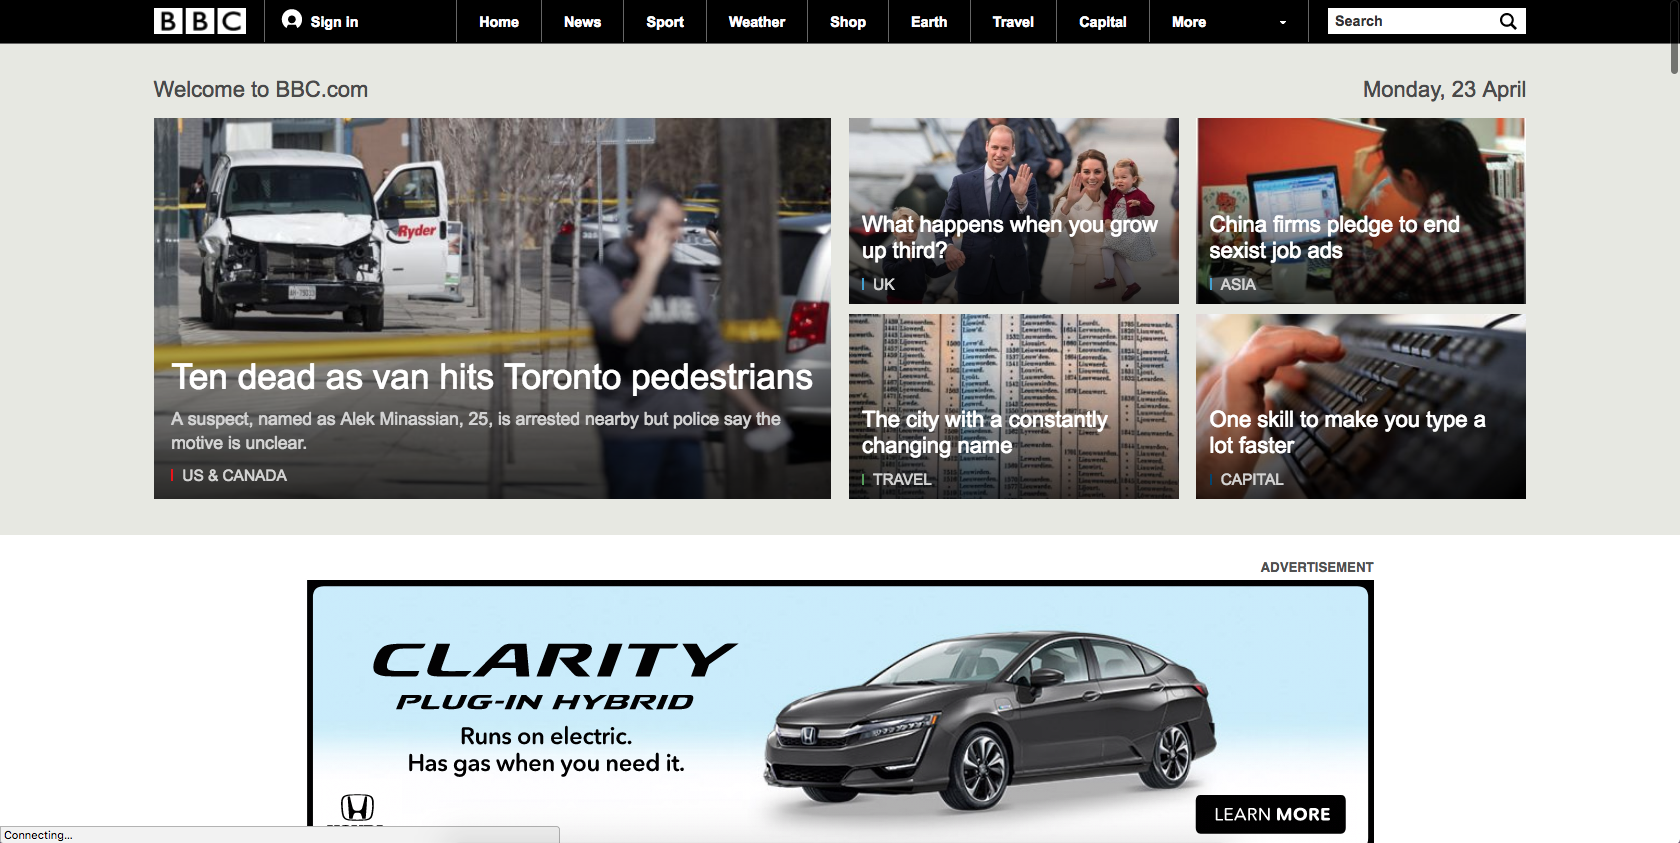 BBC
Sign in
Home
News
Sport
Weather
Shop
Earth
Travel
Capital
More
Search
Welcome to BBC.com
Monday, 23 April
Ryder
Ten dead as van hits Toronto pedestrians
A suspect, named as Alek Minassian, 25, is arrested nearby but police say the
motive is unclear.
US & CANADA
What happens when you grow
up third?
UK
China firms pledge to end
sexist job ads
ASIA
The city with a constantly
changing name
TRAVEL
One skill to make you type a
lot faster
CAPITAL
ADVERTISEMENT
CLARITY
PLUG-IN HYBRID
Runs on electric.
Has gas when you need it.
LEARN MORE
Connecting...